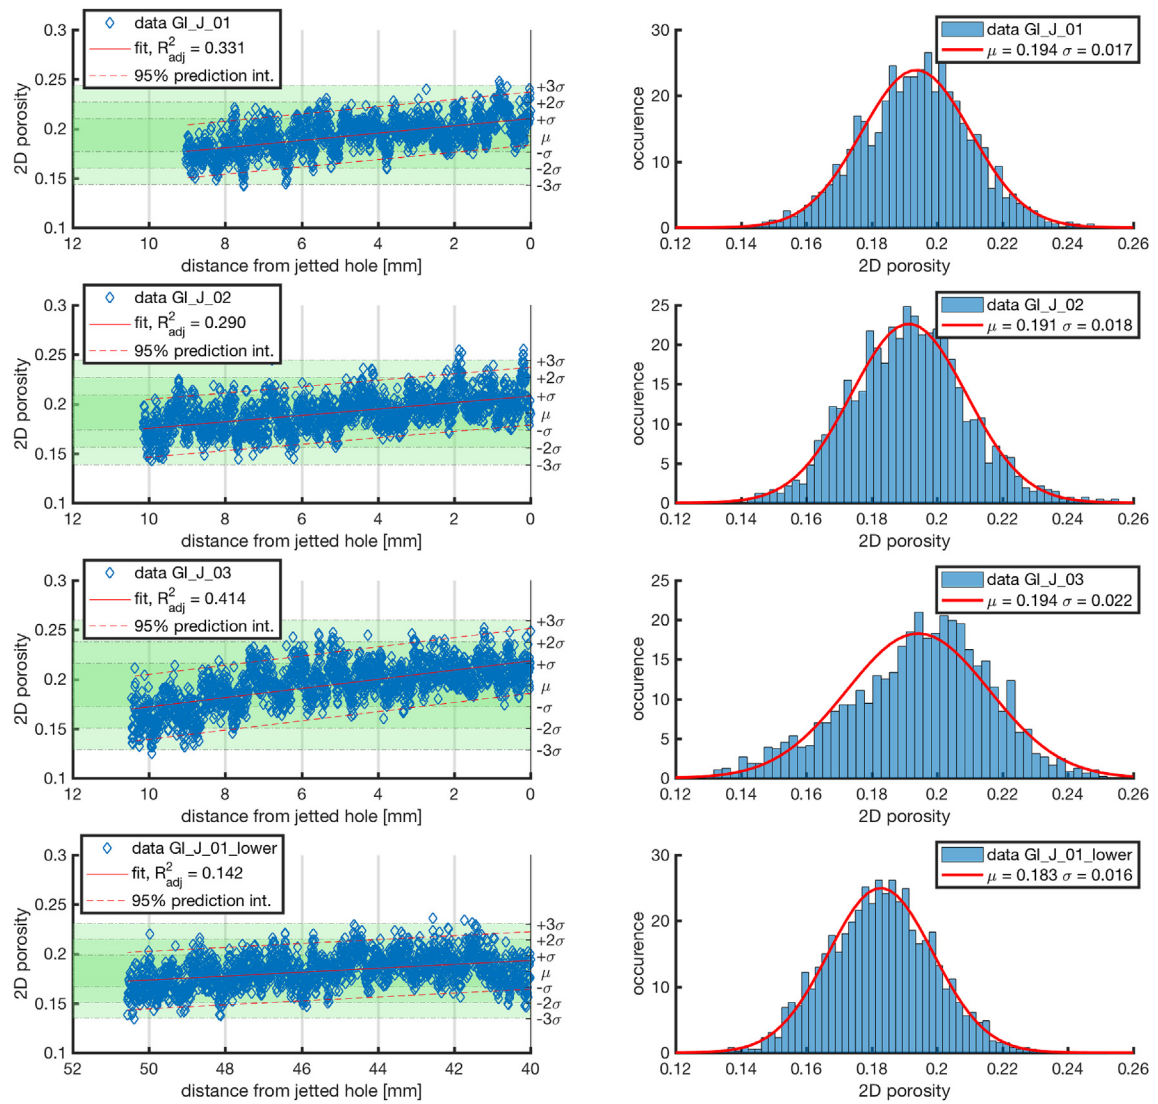 data GI_J_01
fit, R²adj = 0.331
95% prediction int.
0.3
0.25
0.2
0.15
0.1
2D porosity
+3σ
+2σ
+σ
μ
-σ
-2σ
-3σ
12 10 8 6 4 2 0
distance from jetted hole [mm]
data GI_J_01
μ = 0.194 σ = 0.017
30
20
10
0
occurence
0.12 0.14 0.16 0.18 0.2 0.22 0.24 0.26
2D porosity
data GI_J_02
fit, R²adj = 0.290
95% prediction int.
0.3
0.25
0.2
0.15
0.1
2D porosity
+3σ
+2σ
+σ
μ
-σ
-2σ
-3σ
12 10 8 6 4 2 0
distance from jetted hole [mm]
data GI_J_02
μ = 0.191 σ = 0.018
25
20
15
10
5
0
occurence
0.12 0.14 0.16 0.18 0.2 0.22 0.24 0.26
2D porosity
data GI_J_03
fit, R²adj = 0.414
95% prediction int.
0.3
0.25
0.2
0.15
0.1
2D porosity
+3σ
+2σ
+σ
μ
-σ
-2σ
-3σ
12 10 8 6 4 2 0
distance from jetted hole [mm]
data GI_J_03
μ = 0.194 σ = 0.022
25
20
15
10
5
0
occurence
0.12 0.14 0.16 0.18 0.2 0.22 0.24 0.26
2D porosity
data GI_J_01_lower
fit, R²adj = 0.142
95% prediction int.
0.3
0.25
0.2
0.15
0.1
2D porosity
+3σ
+2σ
+σ
μ
-σ
-2σ
-3σ
52 50 48 46 44 42 40
distance from jetted hole [mm]
data GI_J_01_lower
μ = 0.183 σ = 0.016
30
20
10
0
occurence
0.12 0.14 0.16 0.18 0.2 0.22 0.24 0.26
2D porosity